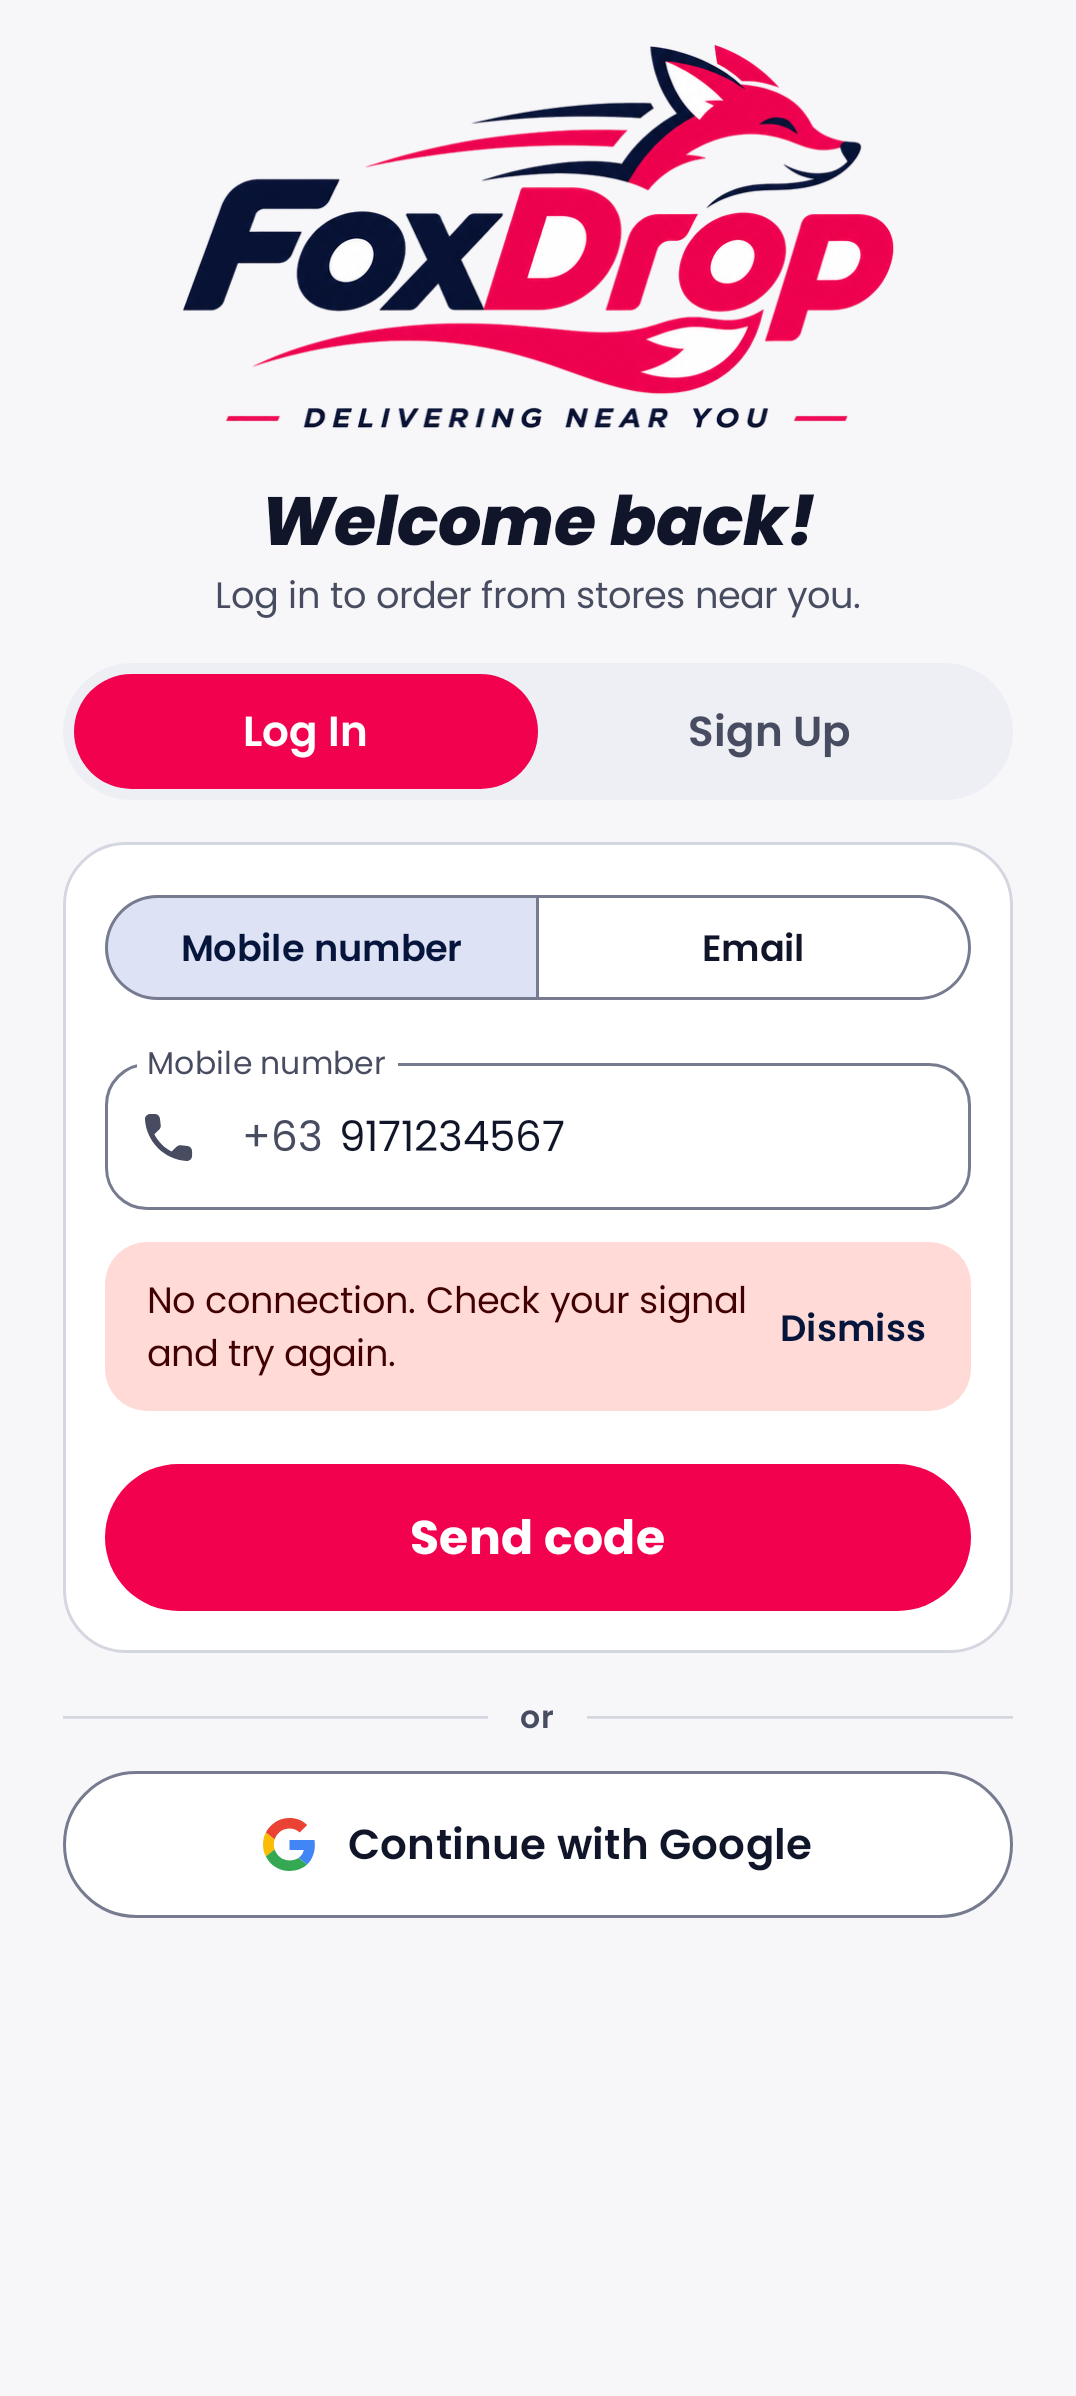 FoxDrop
DELIVERING NEAR YOU
Welcome back!
Log in to order from stores near you.
Log In
Sign Up
Mobile number
Email
Mobile number
+63 9171234567
No connection. Check your signal
and try again.
Dismiss
Send code
or
Continue with Google